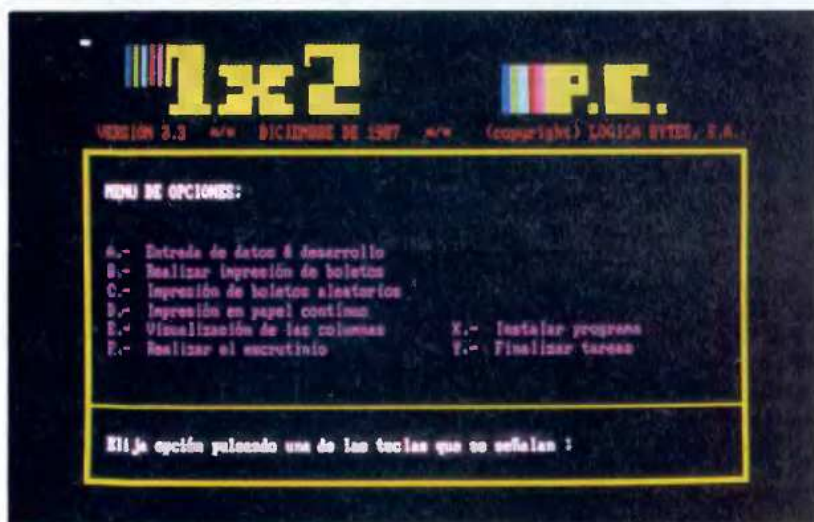 1x2 P.C.
VERSION 3.3 */* DICIEMBRE DE 1987 */* (copyright) LOGICA BYTES, S.A.
MENU DE OPCIONES:
A.- Entrada de datos & desarrollo
B.- Realizar impresión de boletos
C.- Impresión de boletos aleatorios
D.- Impresión en papel contínuo
E.- Visualización de las columnas X.- Instalar programa
F.- Realizar el escrutinio Y.- Finalizar tareas
Elija opción pulsando una de las teclas que se señalan :